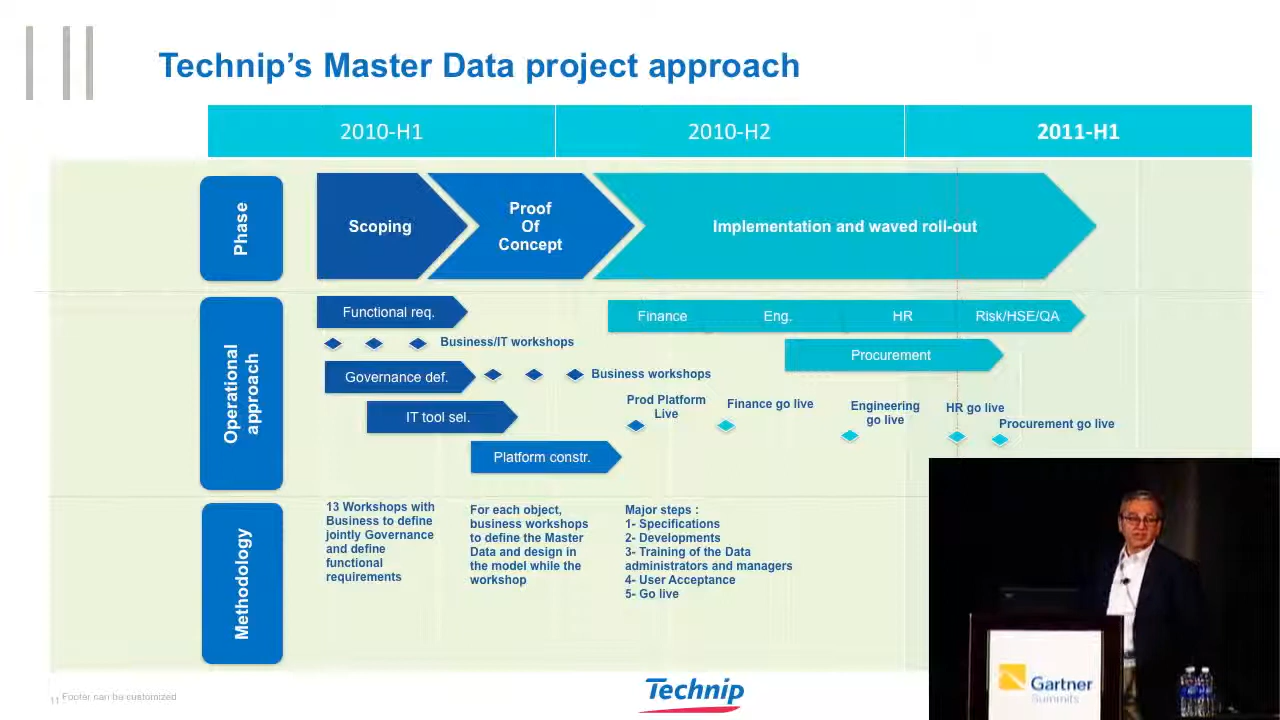 Technip’s Master Data project approach
2010-H1
2010-H2
2011-H1
Phase
Scoping
Proof
Of
Concept
Implementation and waved roll-out
Operational
approach
Functional req.
Finance
Eng.
HR
Risk/HSE/QA
Business/IT workshops
Procurement
Governance def.
Business workshops
IT tool sel.
Prod Platform
Live
Finance go live
Engineering
go live
HR go live
Procurement go live
Platform constr.
Methodology
13 Workshops with
Business to define
jointly Governance
and define
functional
requirements
For each object,
business workshops
to define the Master
Data and design in
the model while the
workshop
Major steps :
1- Specifications
2- Developments
3- Training of the Data
administrators and managers
4- User Acceptance
5- Go live
11 Footer can be customized
Technip
Gartner
Summits